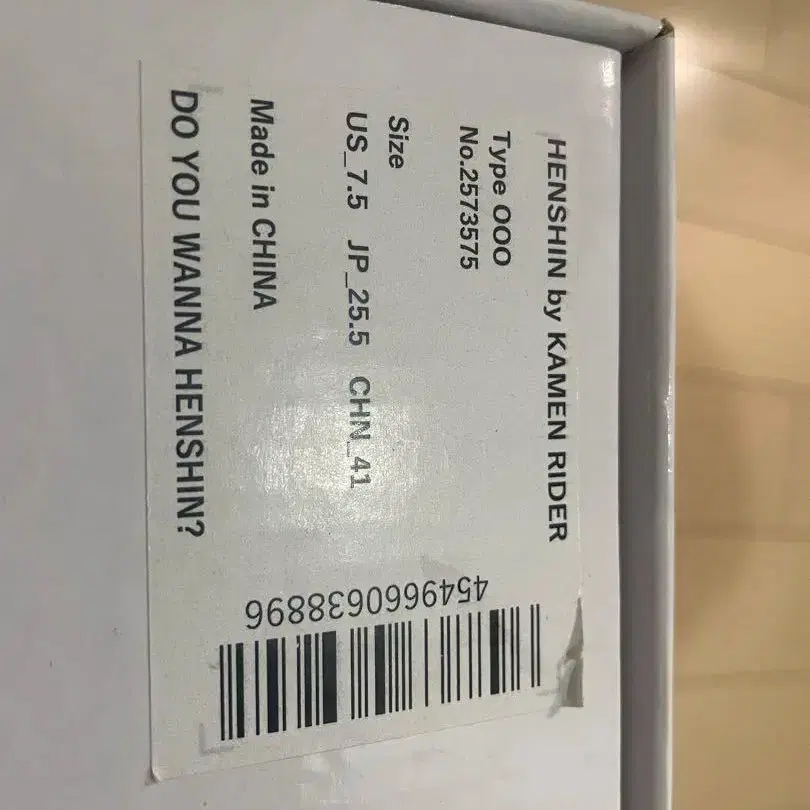 HENSHIN by KAMEN RIDER
Type OOO
No.2573575
Size
US_7.5 JP_25.5 CHN_41
Made in CHINA
DO YOU WANNA HENSHIN?
4549660638896